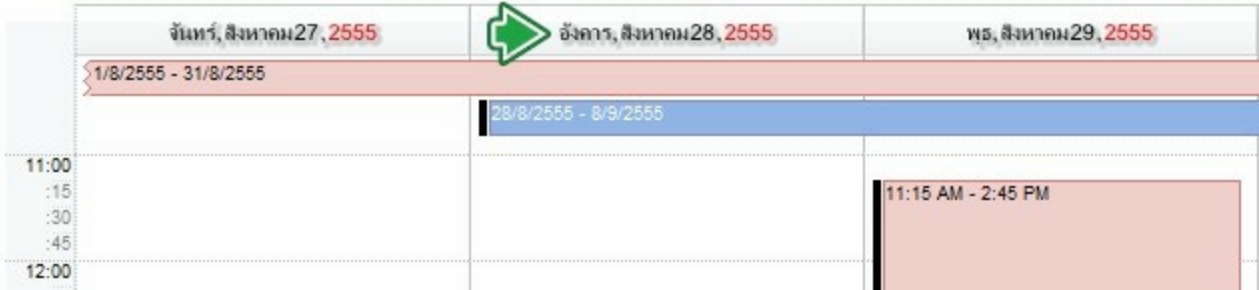 จันทร์,สิงหาคม27,2555
อังคาร,สิงหาคม28,2555
พุธ,สิงหาคม29,2555
1/8/2555 - 31/8/2555
28/8/2555 - 8/9/2555
11:00
:15
11:15 AM - 2:45 PM
:30
:45
12:00